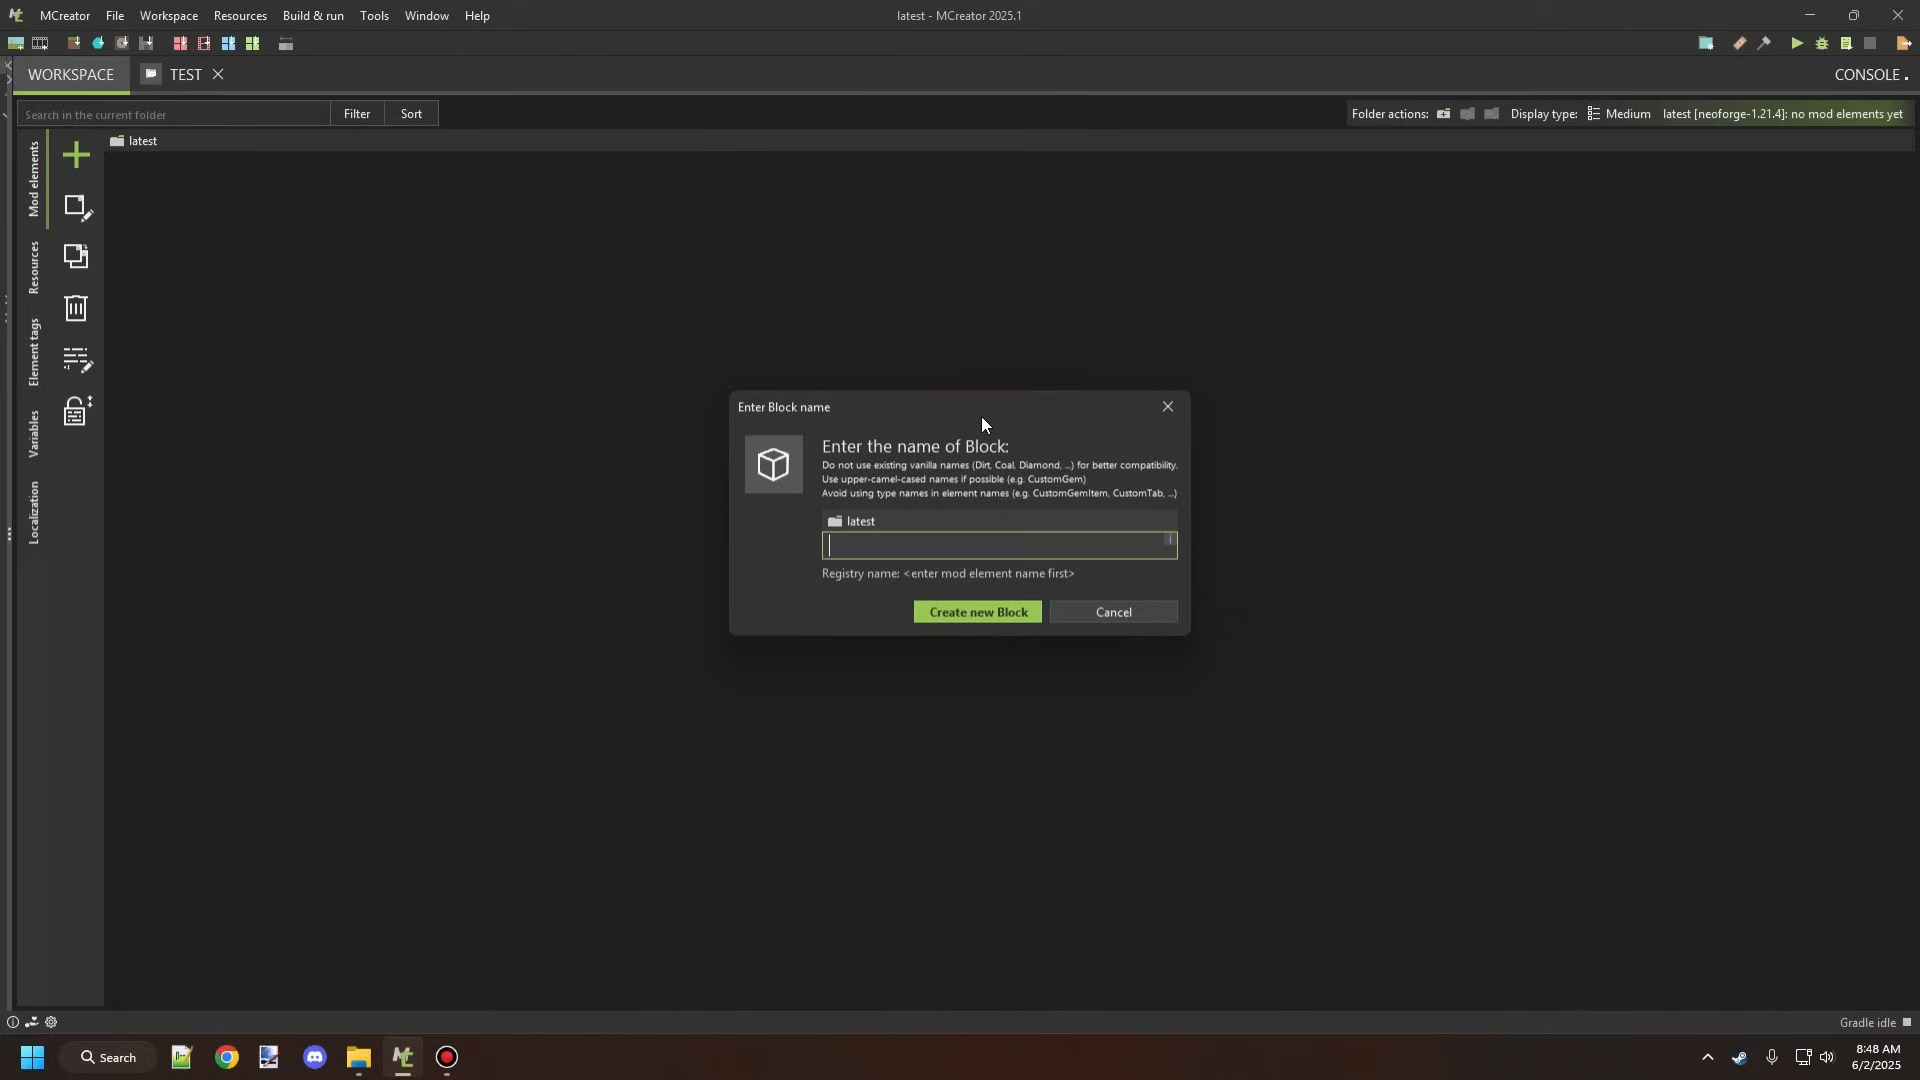 MCreator File Workspace Resources Build & run Tools Window Help
latest - MCreator 2025.1
WORKSPACE TEST CONSOLE
Search in the current folder Filter Sort
Folder actions: Display type: Medium latest [neoforge-1.21.4]: no mod elements yet
latest
Mod elements
Resources
Element tags
Variables
Localization
Enter Block name
Enter the name of Block:
Do not use existing vanilla names (Dirt, Coal, Diamond, ...) for better compatibility.
Use upper-camel-cased names if possible (e.g. CustomGem)
Avoid using type names in element names (e.g. CustomGemItem, CustomTab, ...)
latest
Registry name: <enter mod element name first>
Create new Block Cancel
Gradle idle
Search
8:48 AM
6/2/2025